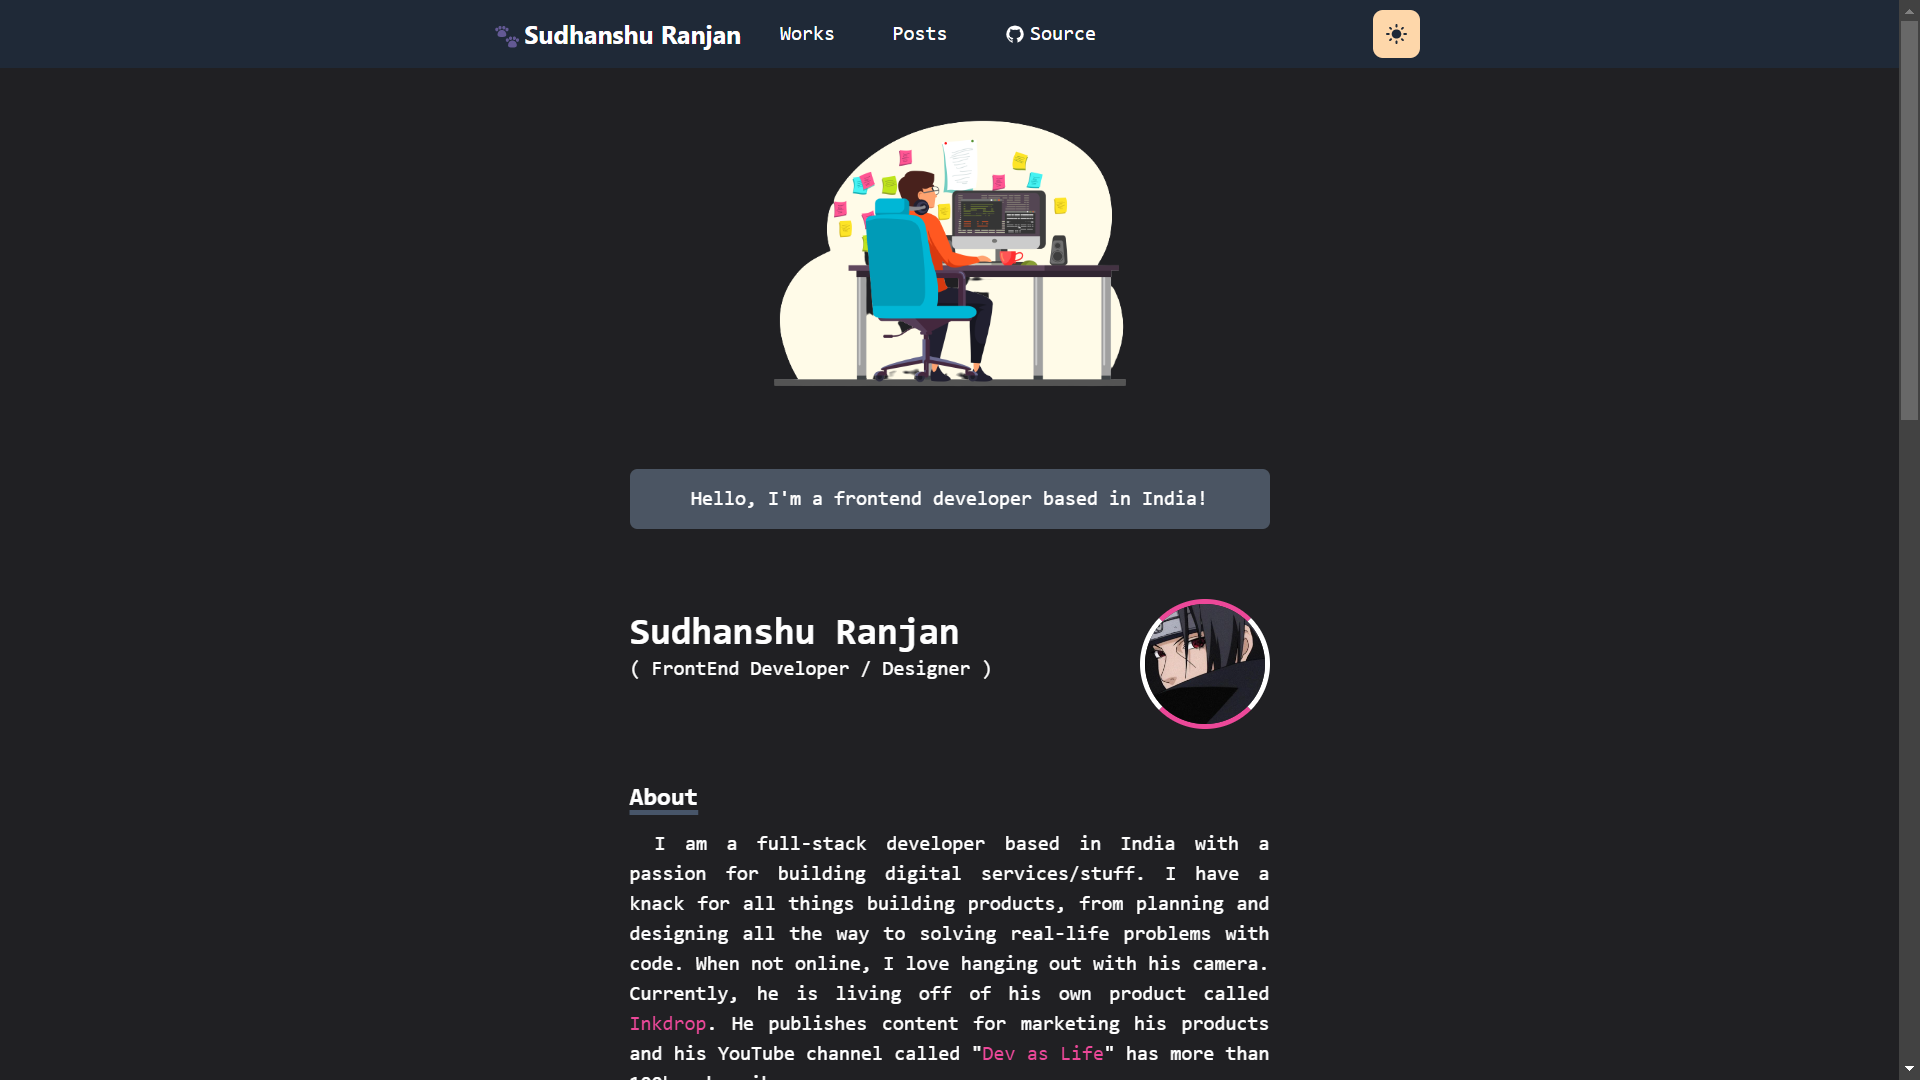 Sudhanshu Ranjan Works Posts Source
Hello, I'm a frontend developer based in India!
Sudhanshu Ranjan
( FrontEnd Developer / Designer )
About
I am a full-stack developer based in India with a
passion for building digital services/stuff. I have a
knack for all things building products, from planning and
designing all the way to solving real-life problems with
code. When not online, I love hanging out with his camera.
Currently, he is living off of his own product called
Inkdrop. He publishes content for marketing his products
and his YouTube channel called "Dev as Life" has more than